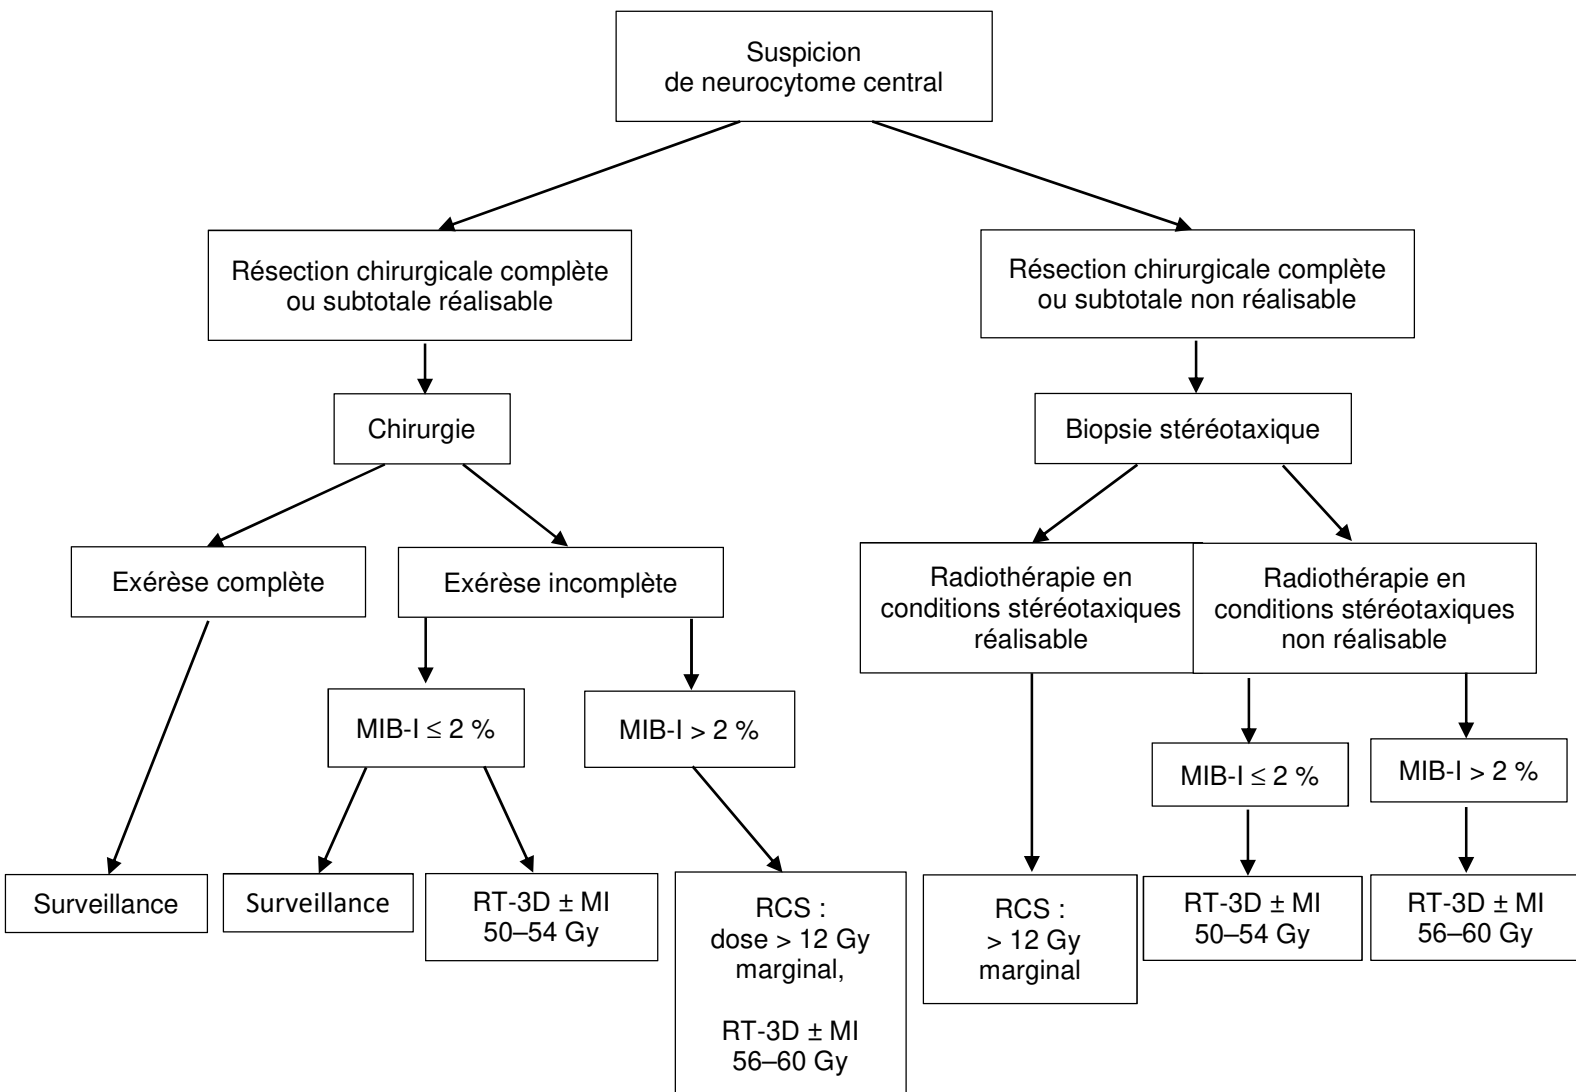 Suspicion
de neurocytome central
Résection chirurgicale complète
ou subtotale réalisable
Résection chirurgicale complète
ou subtotale non réalisable
Chirurgie
Biopsie stéréotaxique
Exérèse complète
Exérèse incomplète
Radiothérapie en
conditions stéréotaxiques
réalisable
Radiothérapie en
conditions stéréotaxiques
non réalisable
MIB-I ≤ 2 %
MIB-I > 2 %
MIB-I ≤ 2 %
MIB-I > 2 %
Surveillance
Surveillance
RT-3D ± MI
50–54 Gy
RCS :
dose > 12 Gy
marginal,
RT-3D ± MI
56–60 Gy
RCS :
> 12 Gy
marginal
RT-3D ± MI
50–54 Gy
RT-3D ± MI
56–60 Gy